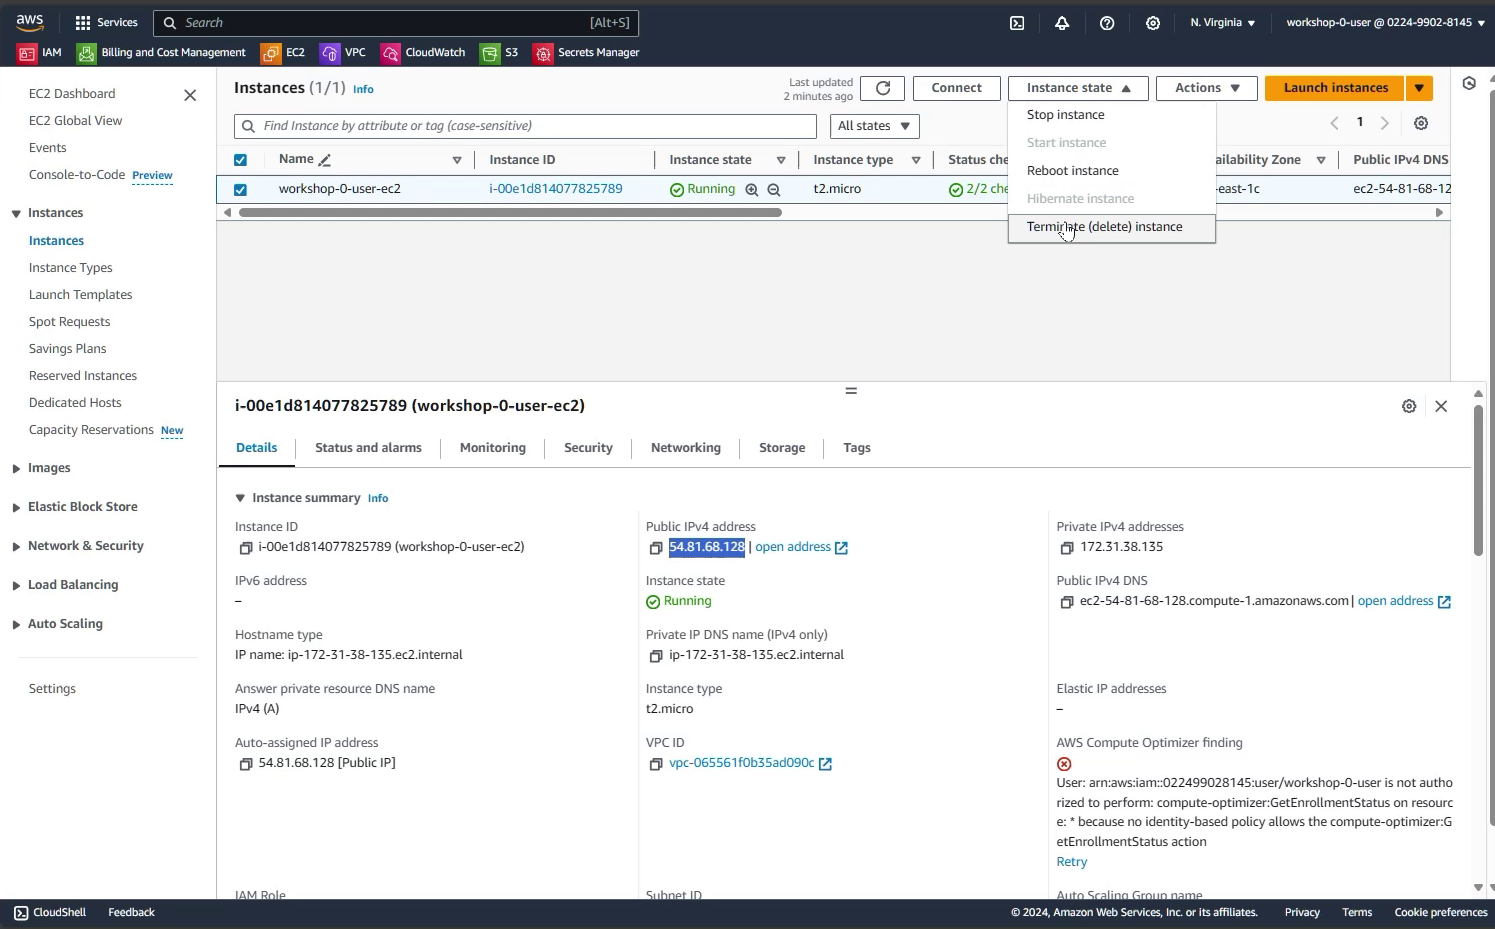 aws
Services
Search
[Alt+S]
N. Virginia
workshop-0-user @ 0224-9902-8145
IAM
Billing and Cost Management
EC2
VPC
CloudWatch
S3
Secrets Manager
EC2 Dashboard
EC2 Global View
Events
Console-to-Code Preview
Instances
Instances
Instance Types
Launch Templates
Spot Requests
Savings Plans
Reserved Instances
Dedicated Hosts
Capacity Reservations New
Images
Elastic Block Store
Network & Security
Load Balancing
Auto Scaling
Settings
Instances (1/1) Info
Last updated
2 minutes ago
Connect
Instance state
Actions
Launch instances
Find Instance by attribute or tag (case-sensitive)
All states
1
Stop instance
Start instance
Reboot instance
Hibernate instance
Terminate (delete) instance
Name
Instance ID
Instance state
Instance type
Status che
ailability Zone
Public IPv4 DNS
workshop-0-user-ec2
i-00e1d814077825789
Running
t2.micro
2/2 che
-east-1c
ec2-54-81-68-12
i-00e1d814077825789 (workshop-0-user-ec2)
Details
Status and alarms
Monitoring
Security
Networking
Storage
Tags
Instance summary Info
Instance ID
i-00e1d814077825789 (workshop-0-user-ec2)
Public IPv4 address
54.81.68.128 | open address
Private IPv4 addresses
172.31.38.135
IPv6 address
–
Instance state
Running
Public IPv4 DNS
ec2-54-81-68-128.compute-1.amazonaws.com | open address
Hostname type
IP name: ip-172-31-38-135.ec2.internal
Private IP DNS name (IPv4 only)
ip-172-31-38-135.ec2.internal
Answer private resource DNS name
IPv4 (A)
Instance type
t2.micro
Elastic IP addresses
–
Auto-assigned IP address
54.81.68.128 [Public IP]
VPC ID
vpc-065561f0b35ad090c
AWS Compute Optimizer finding
User: arn:aws:iam::022499028145:user/workshop-0-user is not autho
rized to perform: compute-optimizer:GetEnrollmentStatus on resourc
e: * because no identity-based policy allows the compute-optimizer:G
etEnrollmentStatus action
Retry
IAM Role
Subnet ID
Auto Scaling Group name
CloudShell
Feedback
© 2024, Amazon Web Services, Inc. or its affiliates.
Privacy
Terms
Cookie preferences